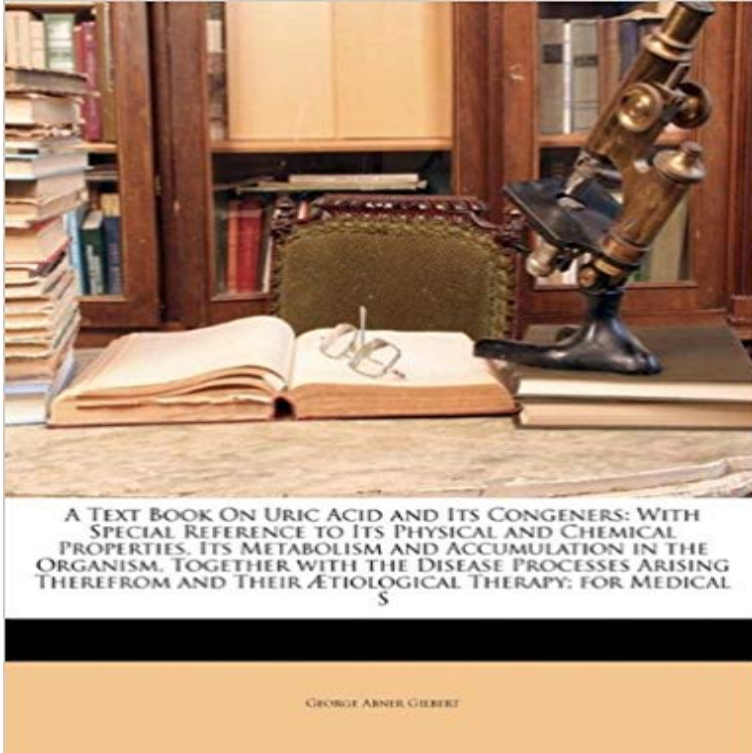 A Text Book On Uric Acid and Its Congeners: With
Special Reference to Its Physical and Chemical
Properties, Its Metabolism and Accumulation in the
Organism, Together with the Disease Processes Arising
Therefrom and Their Ætiological Therapy; for Medical
S
George Abner Gilbert